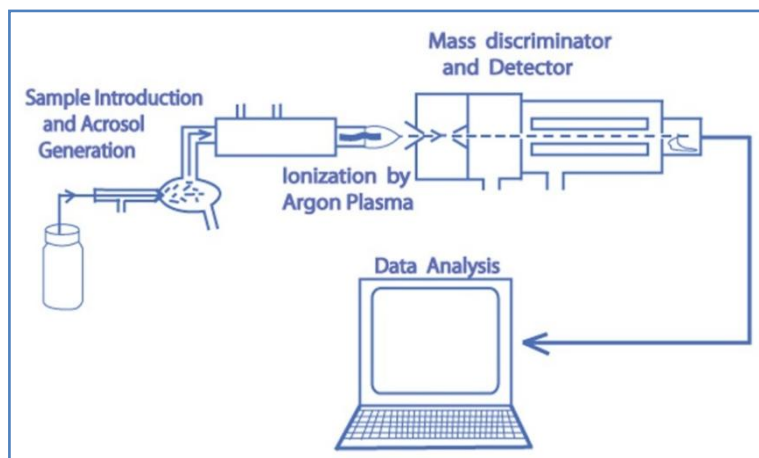 Mass discriminator
and Detector
Sample Introduction
and Acrosol
Generation
Ionization by
Argon Plasma
Data Analysis